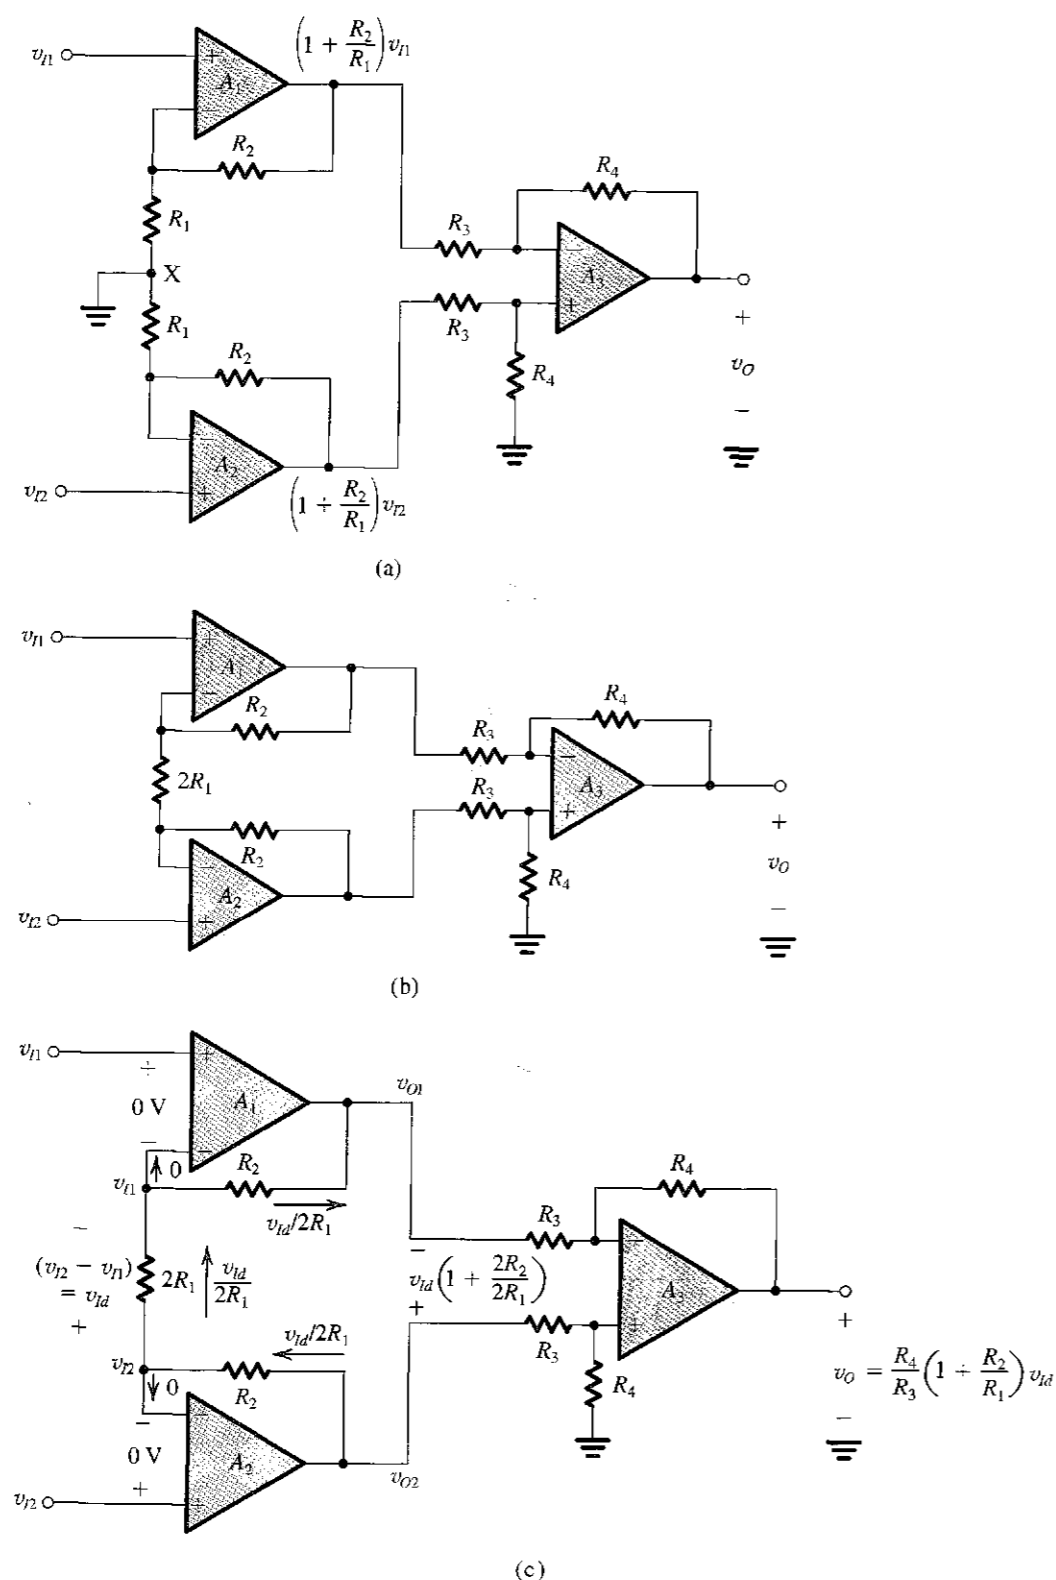 v_I1
(1 + R_2/R_1)v_I1
+
A_1
−
R_2
R_4
R_1
R_3
−
X
A_3
+
R_1
R_3
+
R_2
R_4
v_O
−
−
A_2
v_I2
+
(1 + R_2/R_1)v_I2
(a)
v_I1
+
A_1
−
R_2
R_4
R_3
−
2R_1
R_3
A_3
+
+
R_2
−
R_4
v_O
A_2
v_I2
+
−
(b)
v_I1
+
+
v_O1
0 V
A_1
−
−
0
R_2
R_4
v_I1
v_Id/2R_1
−
R_3
−
−
(v_I2 − v_I1)
= v_Id
2R_1
v_Id/2R_1
v_Id(1 + 2R_2/2R_1)
A_3
+
+
+
+
v_Id/2R_1
R_3
v_I2
0
R_2
R_4
v_O = R_4/R_3(1 + R_2/R_1)v_Id
−
−
−
0 V
A_2
+
v_O2
v_I2
+
(c)